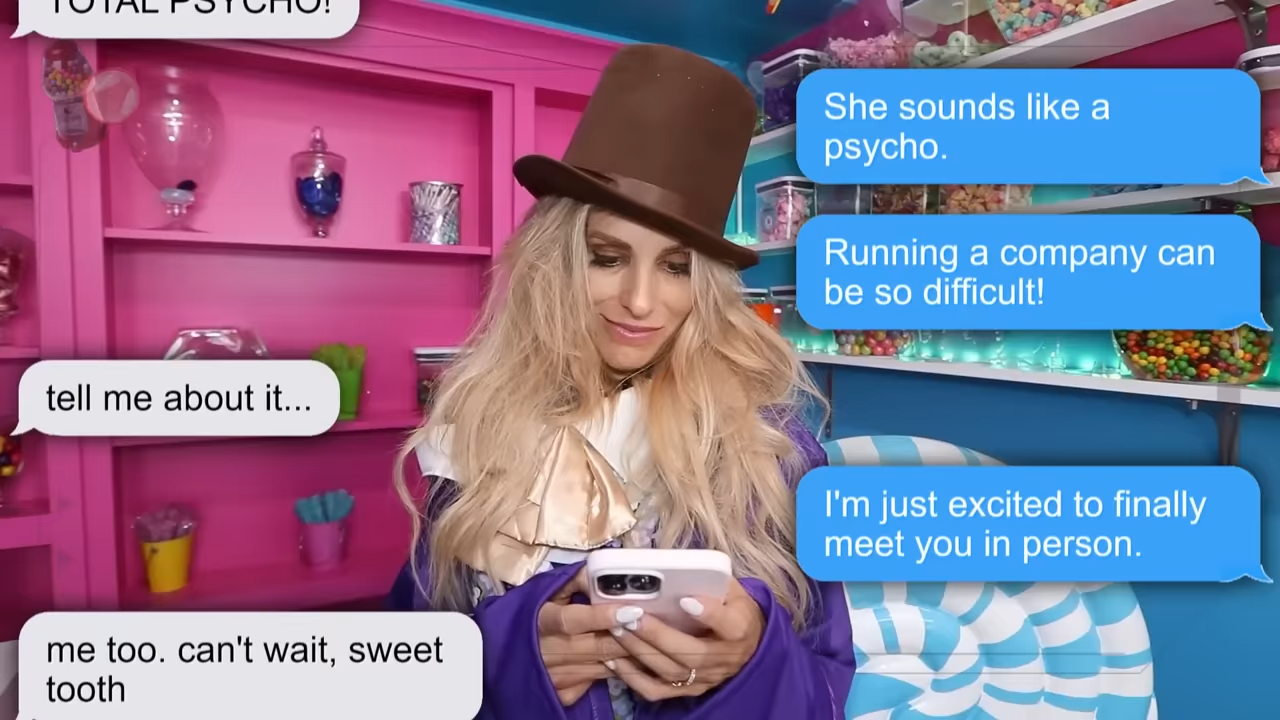 TOTAL PSYCHO!
She sounds like a
psycho.
Running a company can
be so difficult!
tell me about it...
I'm just excited to finally
meet you in person.
me too. can't wait, sweet
tooth